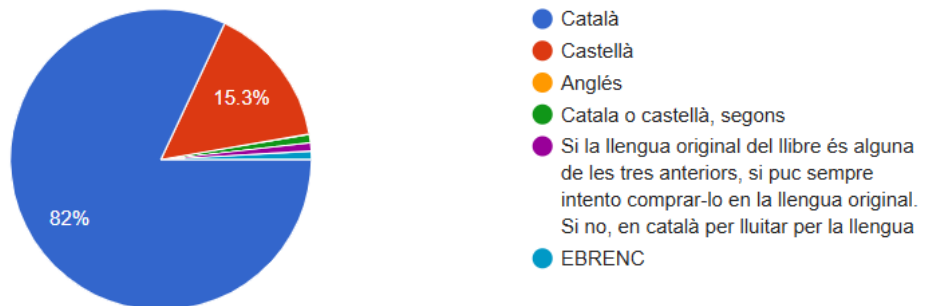 Català
Castellà
15.3%
Anglés
Catala o castellà, segons
Si la llengua original del llibre és alguna
de les tres anteriors, si puc sempre
intento comprar-lo en la llengua original.
82%
Si no, en català per lluitar per la llengua
EBRENC